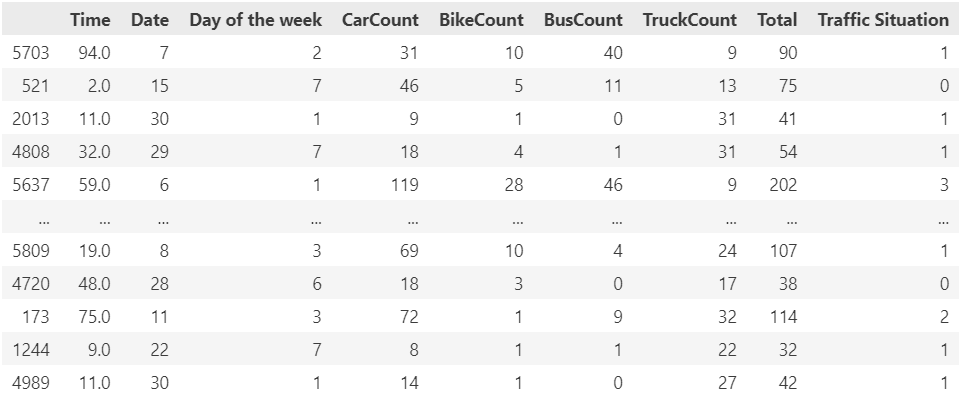 Time Date Day of the week CarCount BikeCount BusCount TruckCount Total Traffic Situation
5703 94.0 7 2 31 10 40 9 90 1
521 2.0 15 7 46 5 11 13 75 0
2013 11.0 30 1 9 1 0 31 41 1
4808 32.0 29 7 18 4 1 31 54 1
5637 59.0 6 1 119 28 46 9 202 3
... ... ... ... ... ... ... ... ... ...
5809 19.0 8 3 69 10 4 24 107 1
4720 48.0 28 6 18 3 0 17 38 0
173 75.0 11 3 72 1 9 32 114 2
1244 9.0 22 7 8 1 1 22 32 1
4989 11.0 30 1 14 1 0 27 42 1